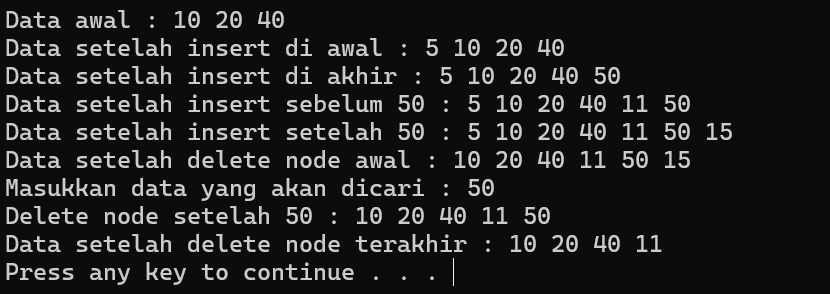 Data awal : 10 20 40
Data setelah insert di awal : 5 10 20 40
Data setelah insert di akhir : 5 10 20 40 50
Data setelah insert sebelum 50 : 5 10 20 40 11 50
Data setelah insert setelah 50 : 5 10 20 40 11 50 15
Data setelah delete node awal : 10 20 40 11 50 15
Masukkan data yang akan dicari : 50
Delete node setelah 50 : 10 20 40 11 50
Data setelah delete node terakhir : 10 20 40 11
Press any key to continue . . .